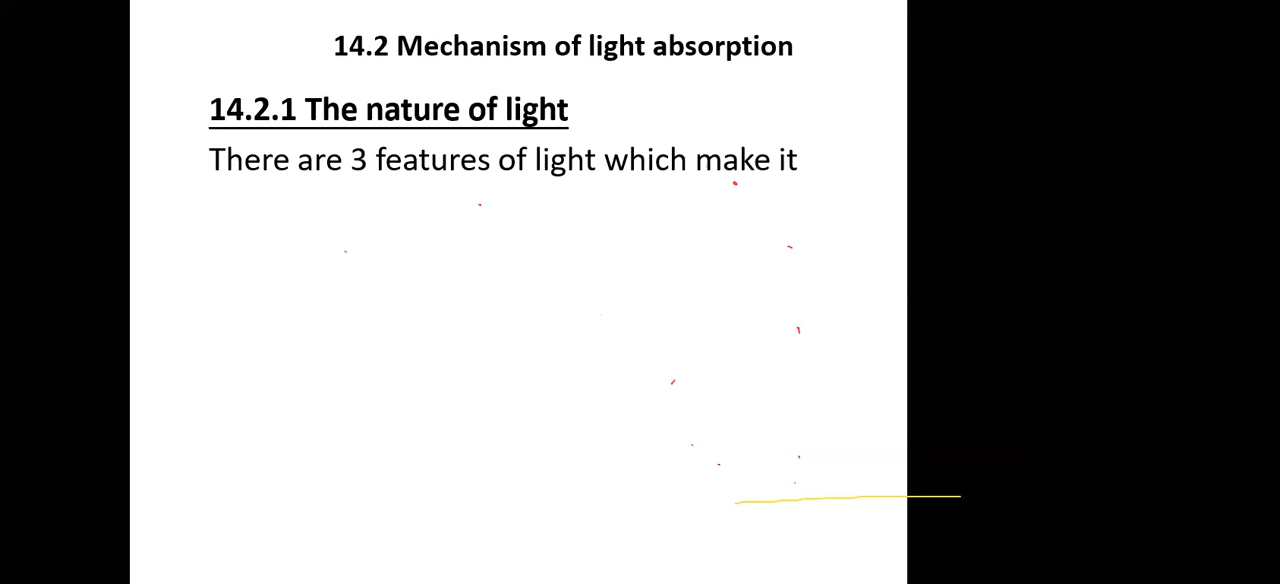 14.2 Mechanism of light absorption
14.2.1 The nature of light
There are 3 features of light which make it